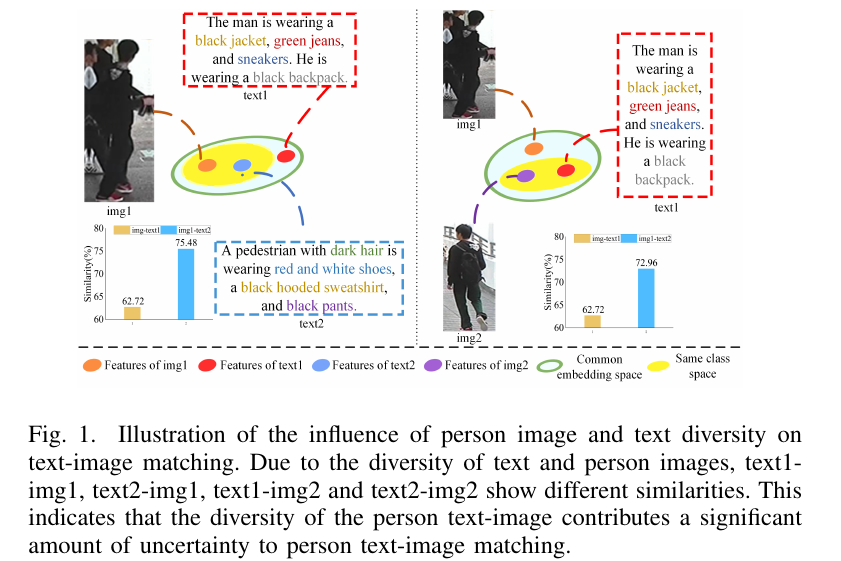 The man is wearing a
black jacket, green jeans,
and sneakers. He is
wearing a black backpack.
text1
img1
80
75
70
65
60
Similarity(%)
img-text1
img1-text2
62.72
75.48
1
2
A pedestrian with dark hair is
wearing red and white shoes,
a black hooded sweatshirt,
and black pants.
text2
img1
The man is
wearing a
black jacket,
green jeans,
and sneakers.
He is wearing
a black
backpack.
text1
img2
80
75
70
65
60
Similarity(%)
img-text1
img1-text2
62.72
72.96
Features of img1
Features of text1
Features of text2
Features of img2
Common
embedding space
Same class
space
Fig. 1. Illustration of the influence of person image and text diversity on
text-image matching. Due to the diversity of text and person images, text1-
img1, text2-img1, text1-img2 and text2-img2 show different similarities. This
indicates that the diversity of the person text-image contributes a significant
amount of uncertainty to person text-image matching.